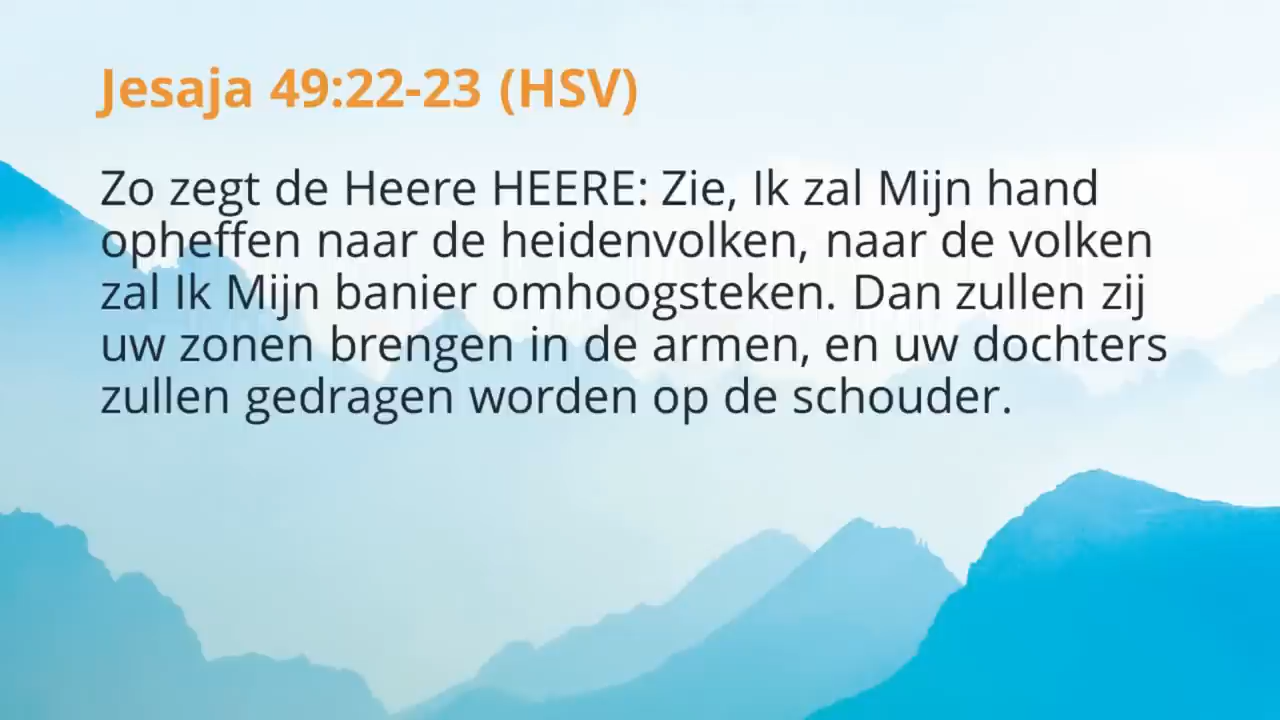 Jesaja 49:22-23 (HSV)
Zo zegt de Heere HEERE: Zie, Ik zal Mijn hand
opheffen naar de heidenvolken, naar de volken
zal Ik Mijn banier omhoogsteken. Dan zullen zij
uw zonen brengen in de armen, en uw dochters
zullen gedragen worden op de schouder.